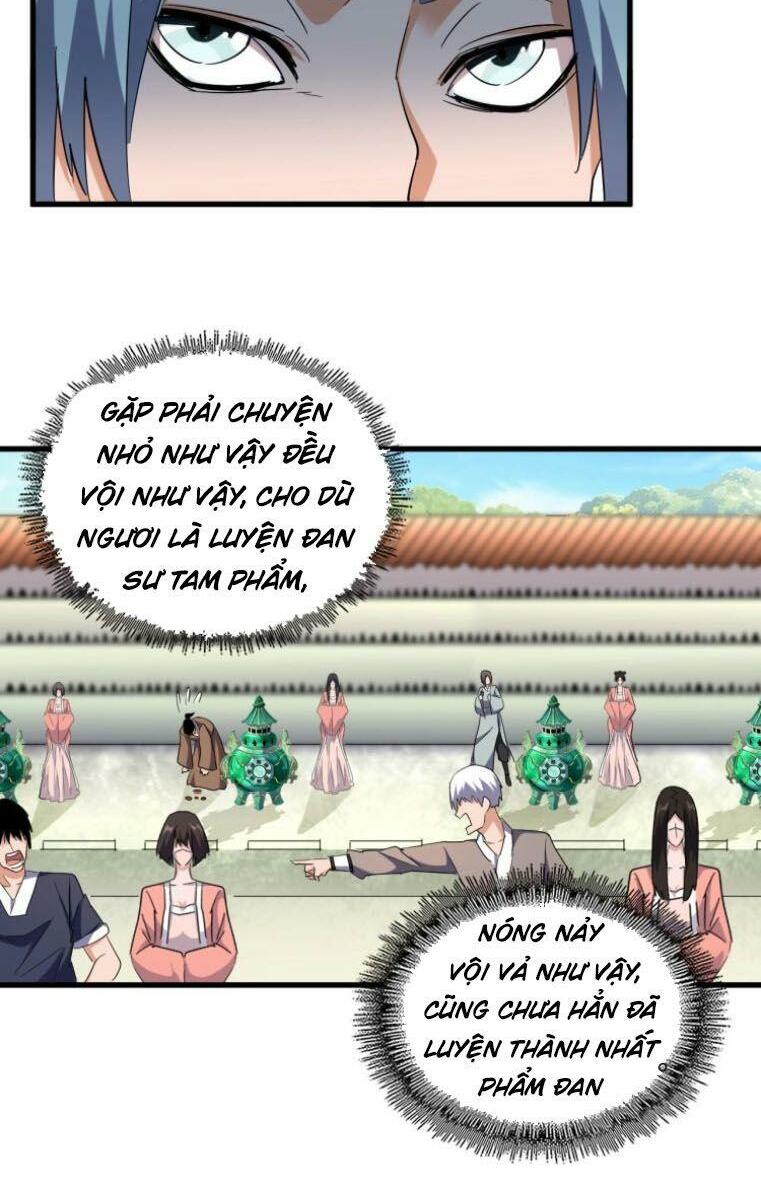 GẶP PHẢI CHUYỆN
NHỎ NHƯ VẬY ĐỀU
VỘI NHƯ VẬY, CHO DÙ
NGƯƠI LÀ LUYỆN ĐAN
SƯ TAM PHẨM,
NÓNG NẢY
VỘI VẢ NHƯ VẬY,
CŨNG CHƯA HẲN ĐÃ
LUYỆN THÀNH NHẤT
PHẨM ĐAN